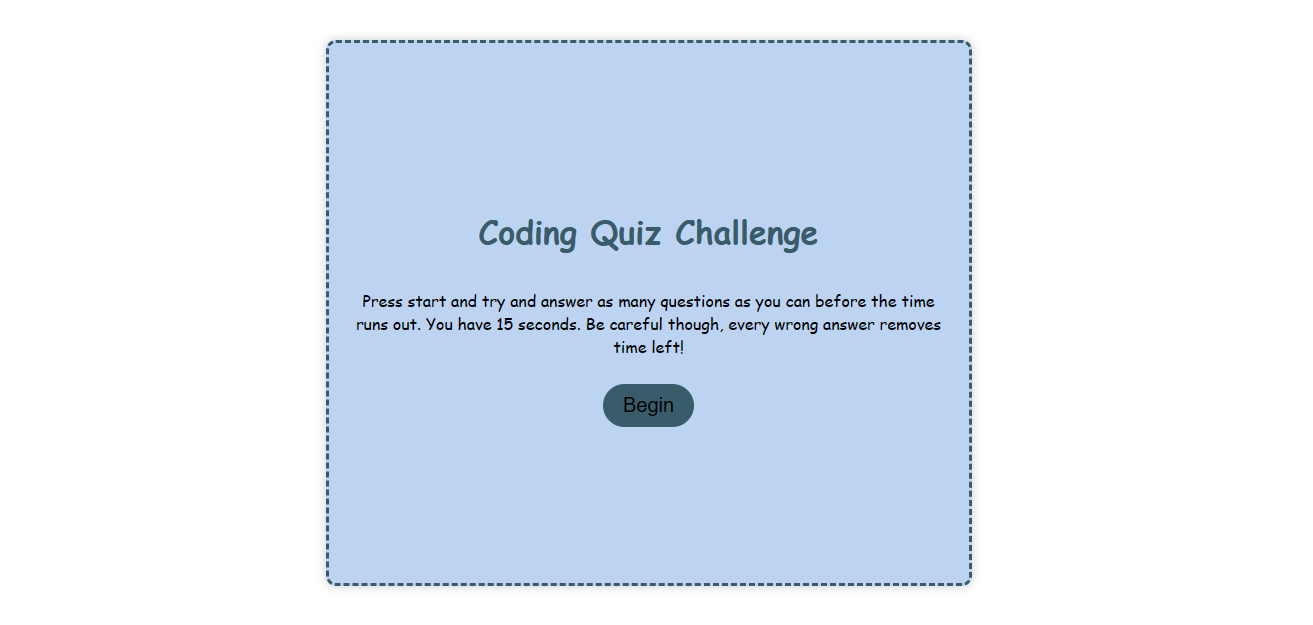 Coding Quiz Challenge
Press start and try and answer as many questions as you can before the time
runs out. You have 15 seconds. Be careful though, every wrong answer removes
time left!
Begin